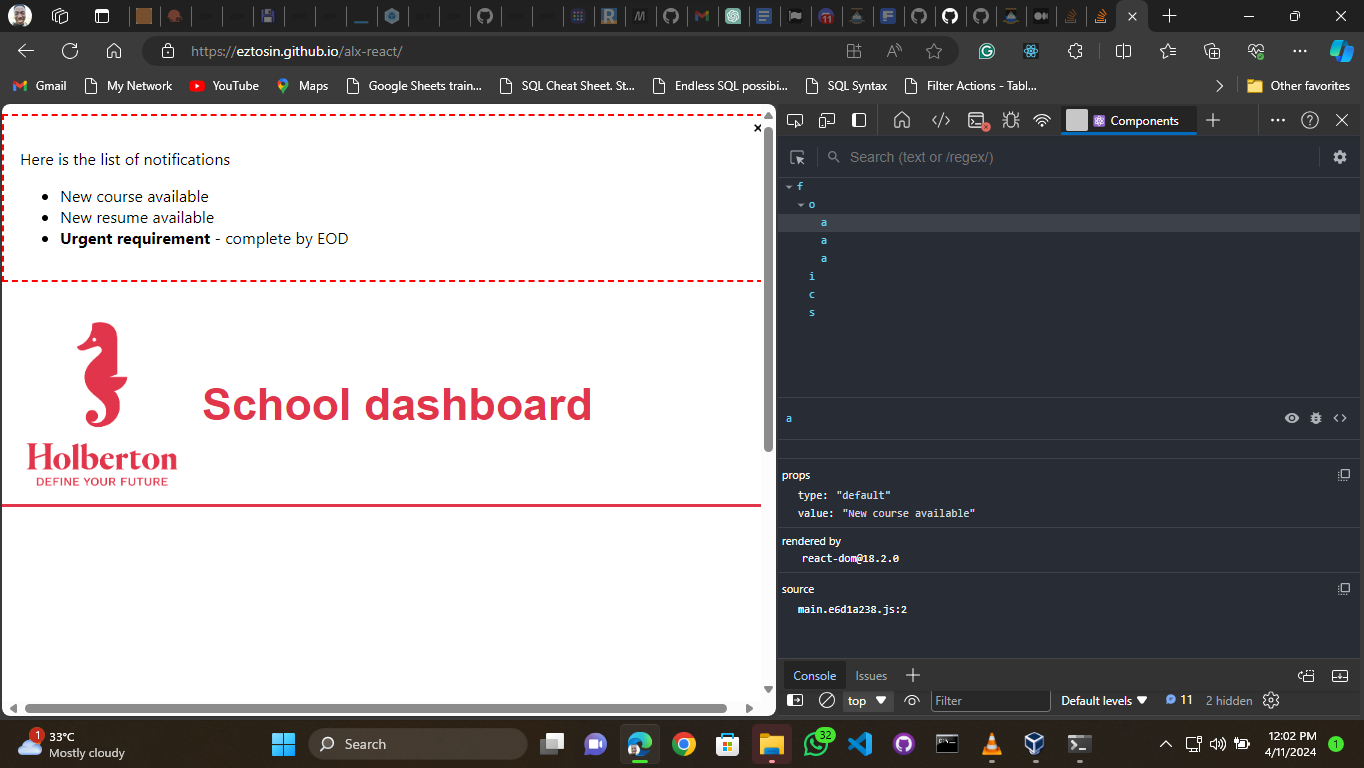 11
https://eztosin.github.io/alx-react/
Gmail My Network YouTube Maps Google Sheets train... SQL Cheat Sheet. St... Endless SQL possibi... SQL Syntax Filter Actions - Tabl... Other favorites
×
Here is the list of notifications
New course available
New resume available
Urgent requirement - complete by EOD
Holberton
DEFINE YOUR FUTURE
School dashboard
Components
Search (text or /regex/)
f
o
a
a
a
i
c
s
a
props
type: "default"
value: "New course available"
rendered by
react-dom@18.2.0
source
main.e6d1a238.js:2
Console Issues
top Filter Default levels 11 2 hidden
1
33°C
Mostly cloudy
Search
32
12:02 PM
4/11/2024
1